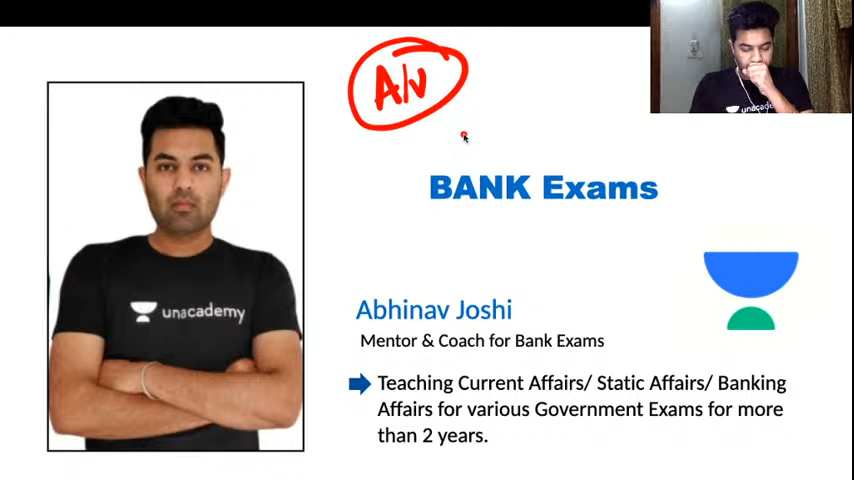 A/V
BANK Exams
unacademy
unacademy
Abhinav Joshi
Mentor & Coach for Bank Exams
Teaching Current Affairs/ Static Affairs/ Banking
Affairs for various Government Exams for more
than 2 years.